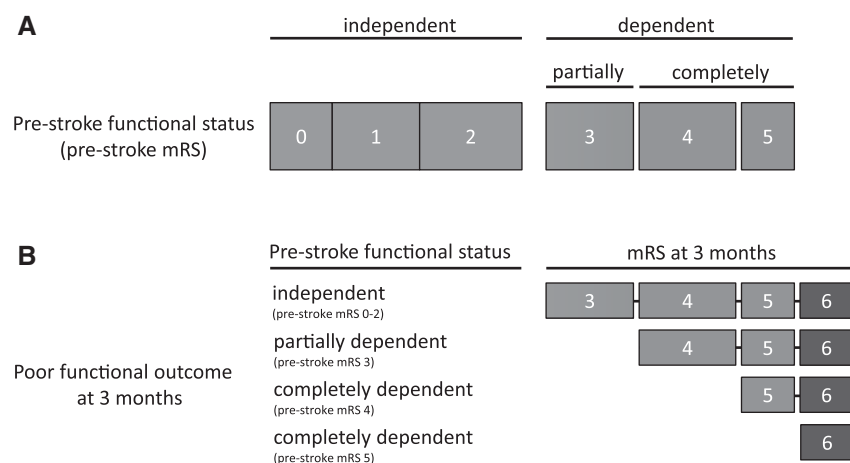 A
independent dependent
partially completely
Pre-stroke functional status
(pre-stroke mRS)
0 1 2 3 4 5
B
Pre-stroke functional status mRS at 3 months
independent
(pre-stroke mRS 0-2)
3 4 5 6
partially dependent
(pre-stroke mRS 3)
4 5 6
Poor functional outcome
at 3 months
completely dependent
(pre-stroke mRS 4)
5 6
completely dependent
(pre-stroke mRS 5)
6